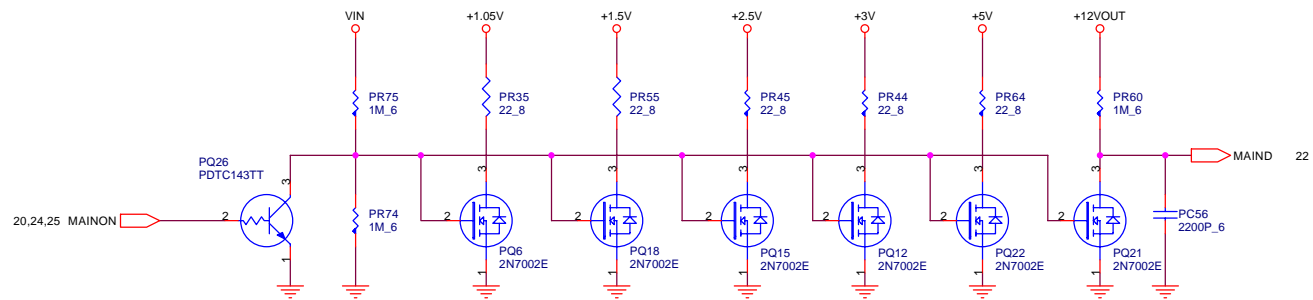 VIN
+1.05V
+1.5V
+2.5V
+3V
+5V
+12VOUT
PR75
1M_6
PR35
22_8
PR55
22_8
PR45
22_8
PR44
22_8
PR64
22_8
PR60
1M_6
PQ26
PDTC143TT
3
3
3
3
3
3
3
MAIND
22
20,24,25
MAINON
2
PR74
1M_6
2
2
2
2
2
2
PC56
2200P_6
1
1
1
1
1
1
1
PQ6
2N7002E
PQ18
2N7002E
PQ15
2N7002E
PQ12
2N7002E
PQ22
2N7002E
PQ21
2N7002E